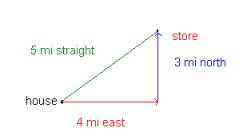 store
5 mi straight
3 mi north
house
4 mi east